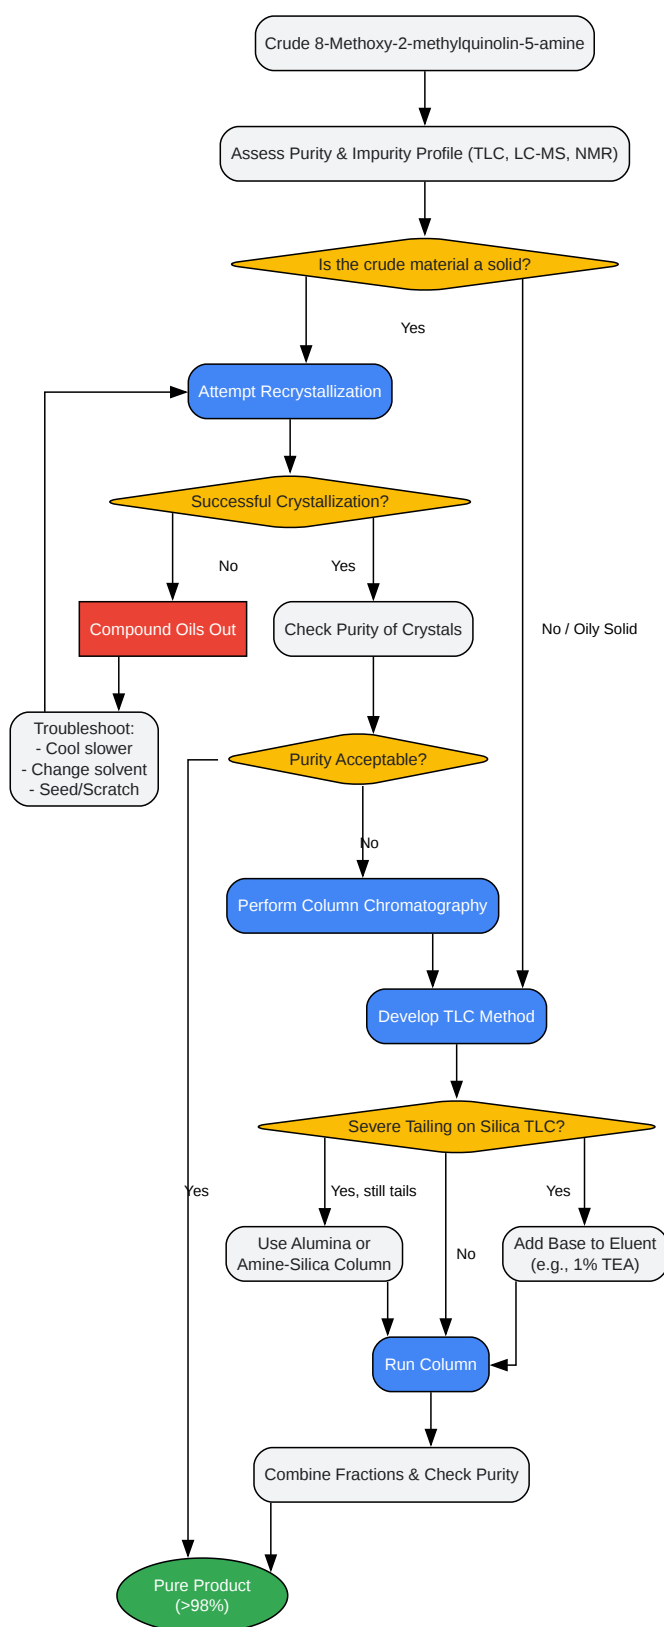 Crude 8-Methoxy-2-methylquinolin-5-amine
Assess Purity & Impurity Profile (TLC, LC-MS, NMR)
Is the crude material a solid?
Yes
Attempt Recrystallization
Successful Crystallization?
No
Yes
Compound Oils Out
Check Purity of Crystals
No / Oily Solid
Troubleshoot:
- Cool slower
- Change solvent
- Seed/Scratch
Purity Acceptable?
No
Perform Column Chromatography
Develop TLC Method
Severe Tailing on Silica TLC?
Yes
Yes, still tails
Yes
Use Alumina or
Amine-Silica Column
No
Add Base to Eluent
(e.g., 1% TEA)
Run Column
Combine Fractions & Check Purity
Pure Product
(>98%)